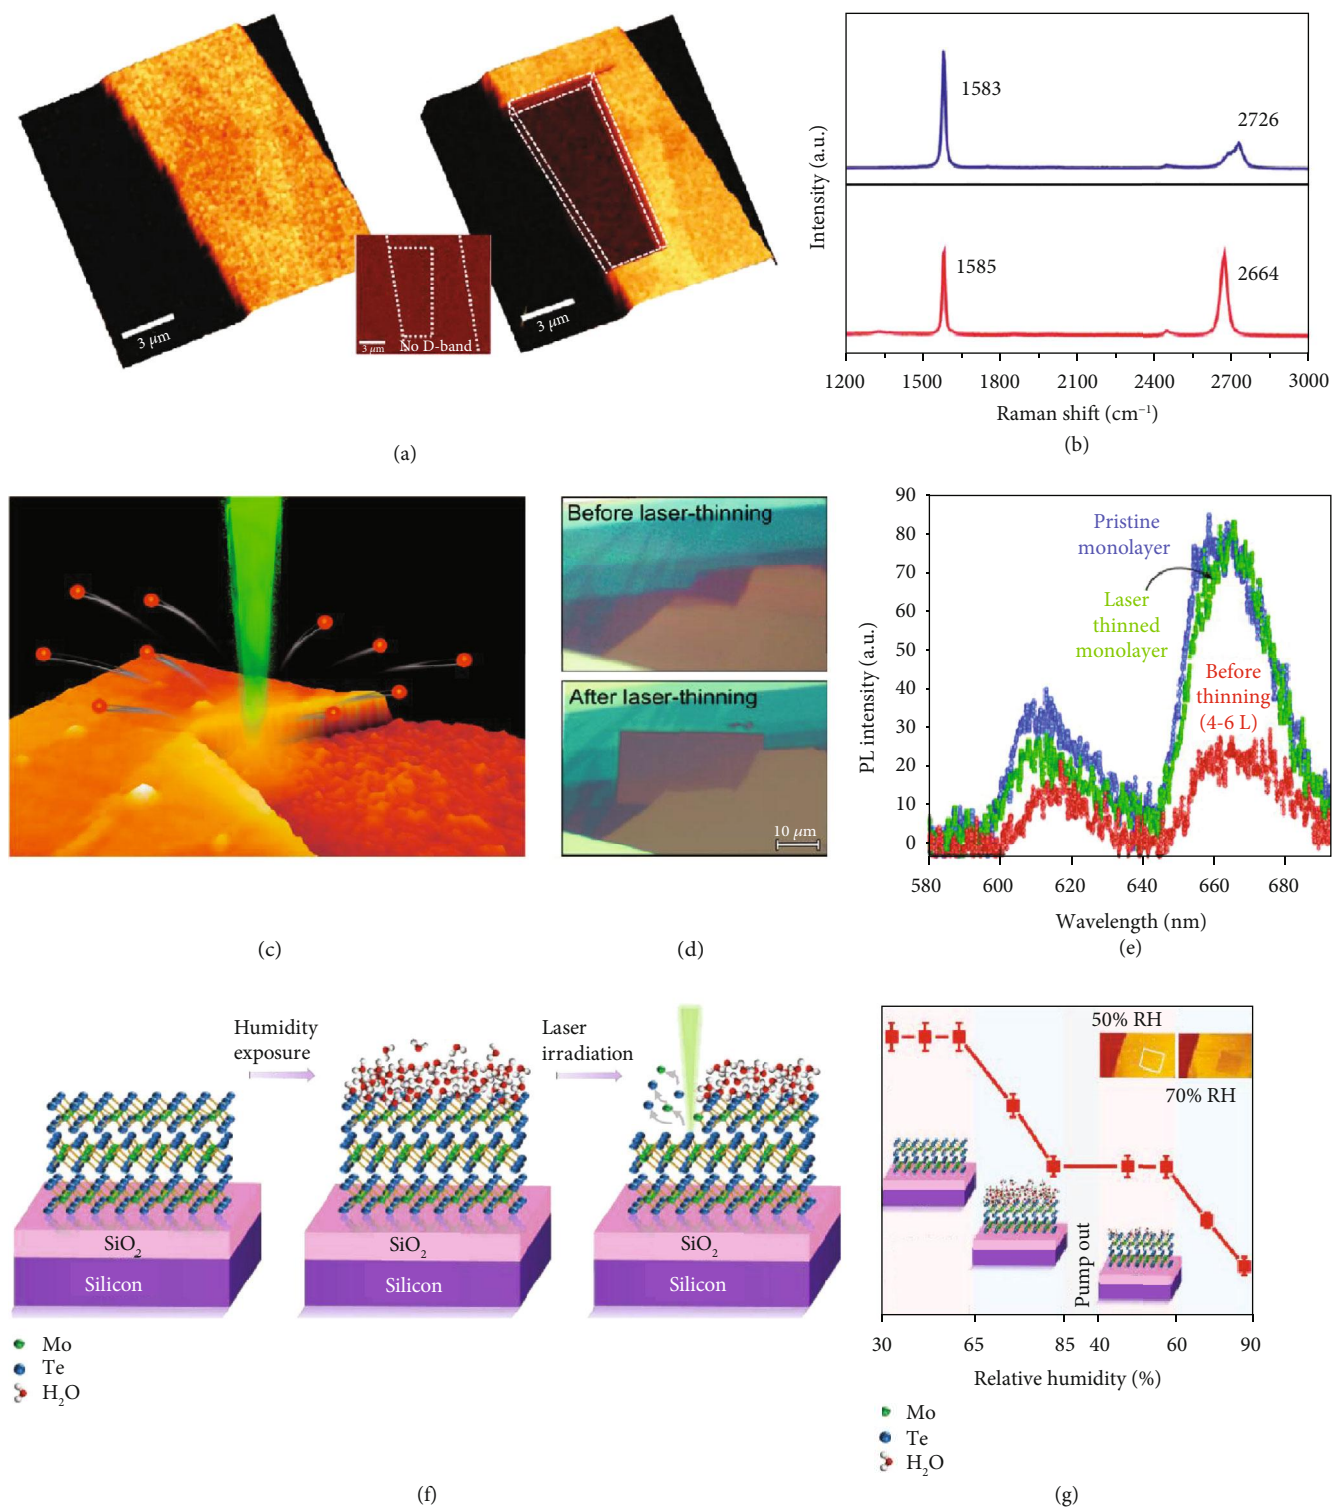 3 μm
3 μm
No D-band
3 μm
(a)
Intensity (a.u.)
1583
2726
1585
2664
1200 1500 1800 2100 2400 2700 3000
Raman shift (cm⁻¹)
(b)
(c)
Before laser-thinning
After laser-thinning
10 μm
(d)
PL intensity (a.u.)
90
80
70
60
50
40
30
20
10
0
Pristine
monolayer
Laser
thinned
monolayer
Before
thinning
(4-6 L)
580 600 620 640 660 680
Wavelength (nm)
(e)
Humidity
exposure
Laser
irradiation
SiO₂
Silicon
SiO₂
Silicon
SiO₂
Silicon
Mo
Te
H₂O
(f)
50% RH
70% RH
Pump out
30 65 85 40 60 90
Relative humidity (%)
Mo
Te
H₂O
(g)